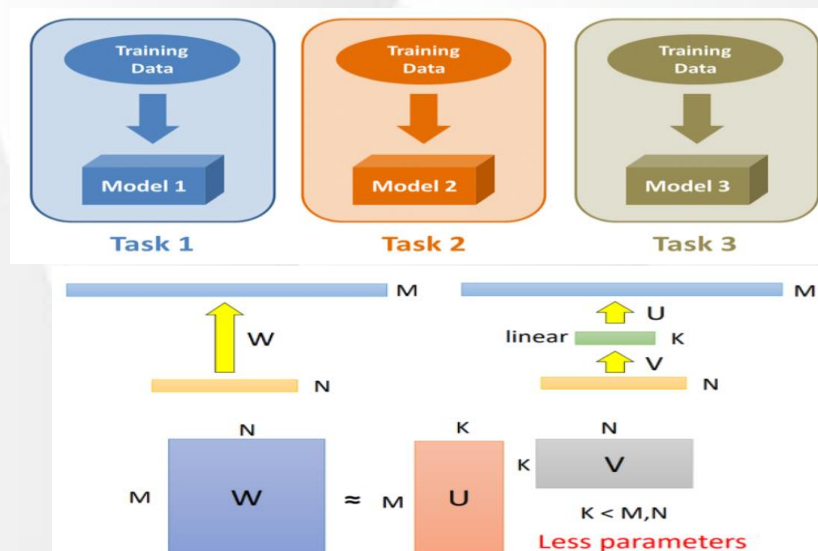 Training
Data
Training
Data
Training
Data
Model 1
Model 2
Model 3
Task 1
Task 2
Task 3
M
W
N
M
U
linear
K
V
N
N
M
W
≈
K
M
U
N
K
V
K < M,N
Less parameters